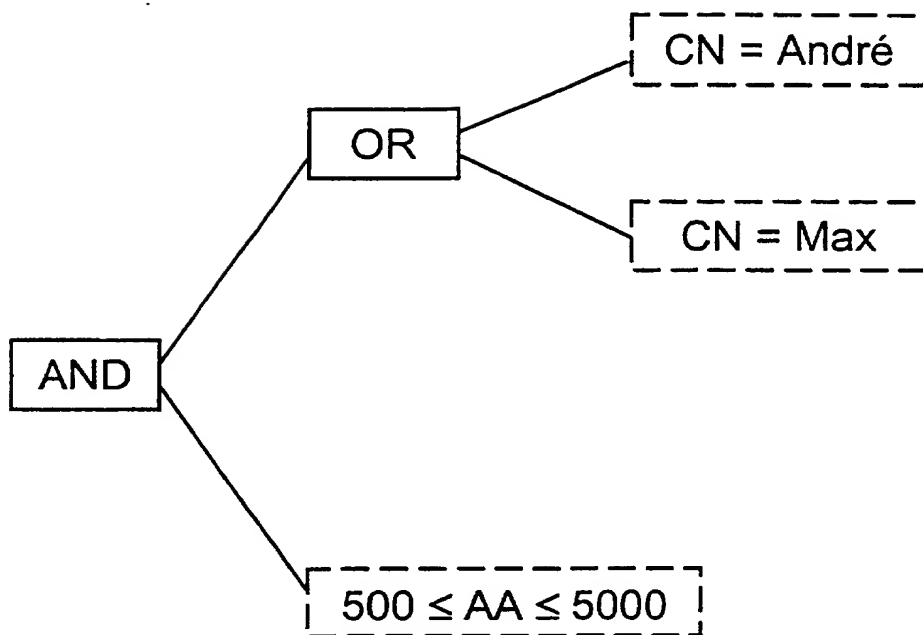 CN = André
OR
CN = Max
AND
500 ≤ AA ≤ 5000